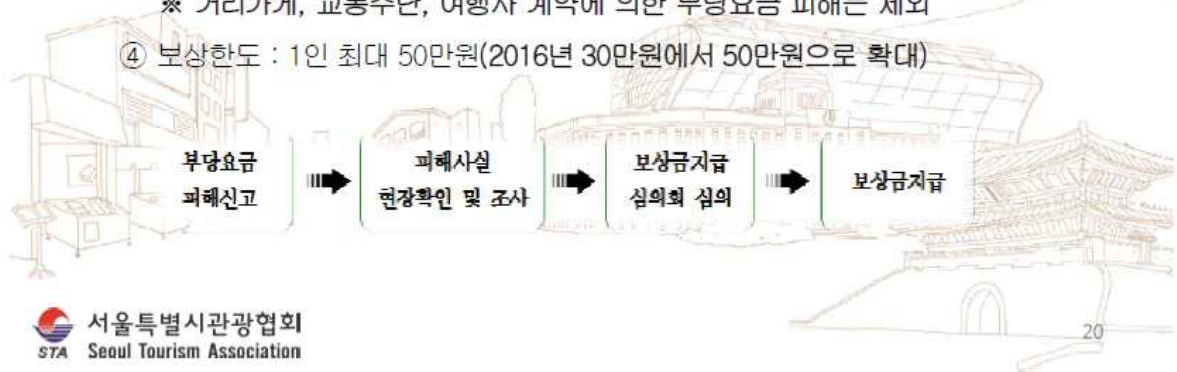 ※ 거리가게, 교통수단, 여행사 계약에 의한 부당요금 피해는 제외
④ 보상한도 : 1인 최대 50만원(2016년 30만원에서 50만원으로 확대)
부당요금
피해신고
피해사실
현장확인 및 조사
보상금지급
심의회 심의
보상금지급
서울특별시관광협회
STA Seoul Tourism Association
20